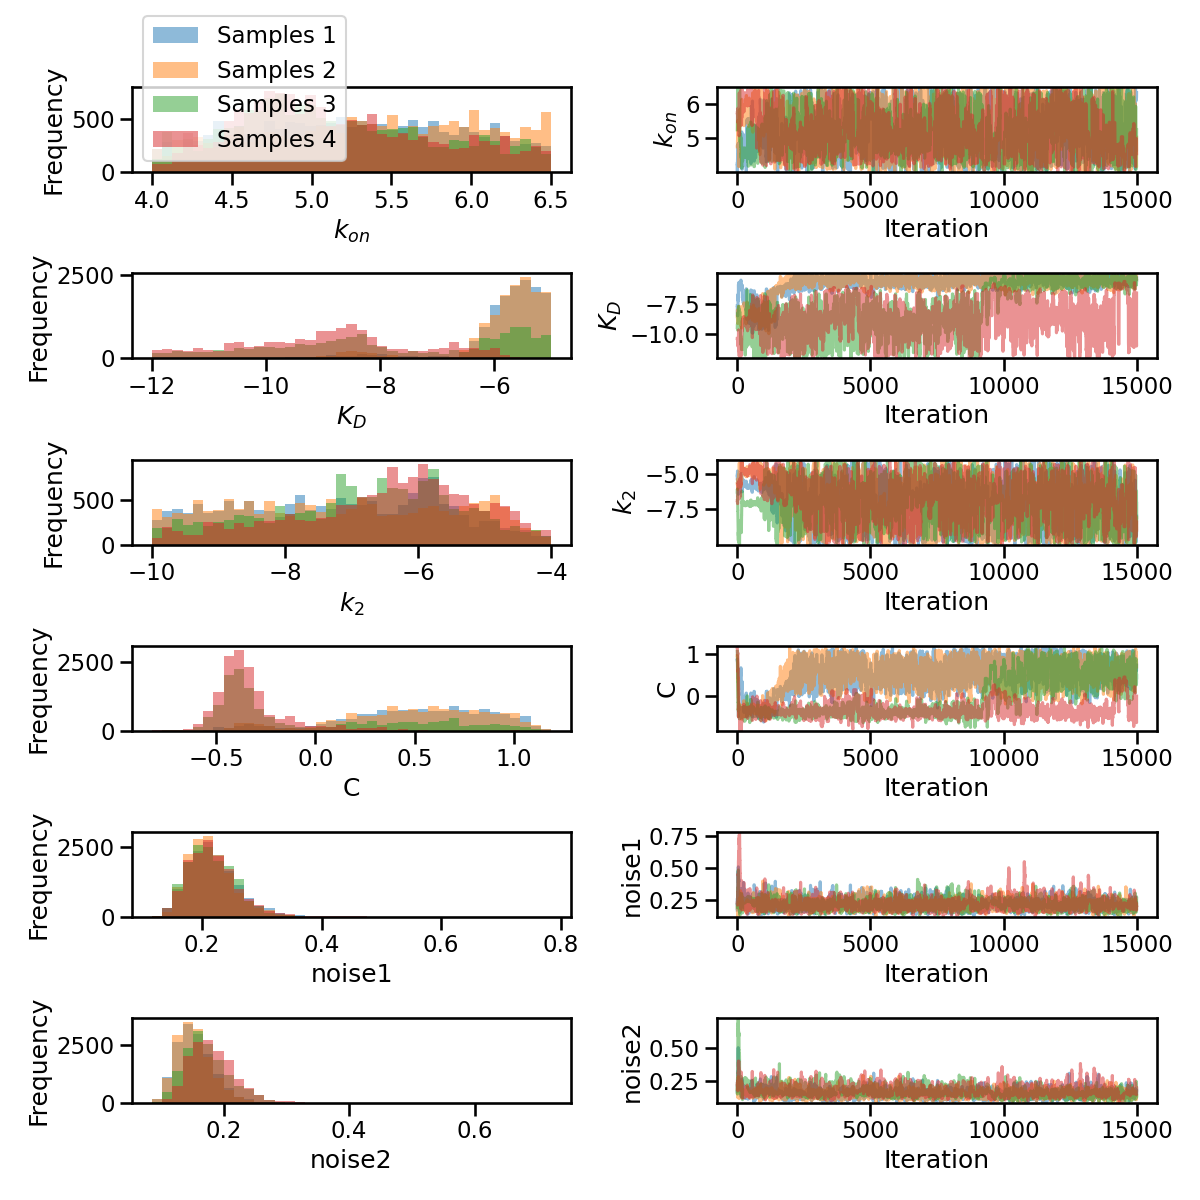 Samples 1
Samples 2
Samples 3
Samples 4
Frequency
500
0
4.0 4.5 5.0 5.5 6.0 6.5
k_on
k_on
6
5
0 5000 10000 15000
Iteration
Frequency
2500
0
−12 −10 −8 −6
K_D
K_D
−7.5
−10.0
0 5000 10000 15000
Iteration
Frequency
500
0
−10 −8 −6 −4
k_2
k_2
−5.0
−7.5
0 5000 10000 15000
Iteration
Frequency
2500
0
−0.5 0.0 0.5 1.0
C
C
1
0
0 5000 10000 15000
Iteration
Frequency
2500
0
0.2 0.4 0.6 0.8
noise1
noise1
0.75
0.50
0.25
0 5000 10000 15000
Iteration
Frequency
2500
0
0.2 0.4 0.6
noise2
noise2
0.50
0.25
0 5000 10000 15000
Iteration